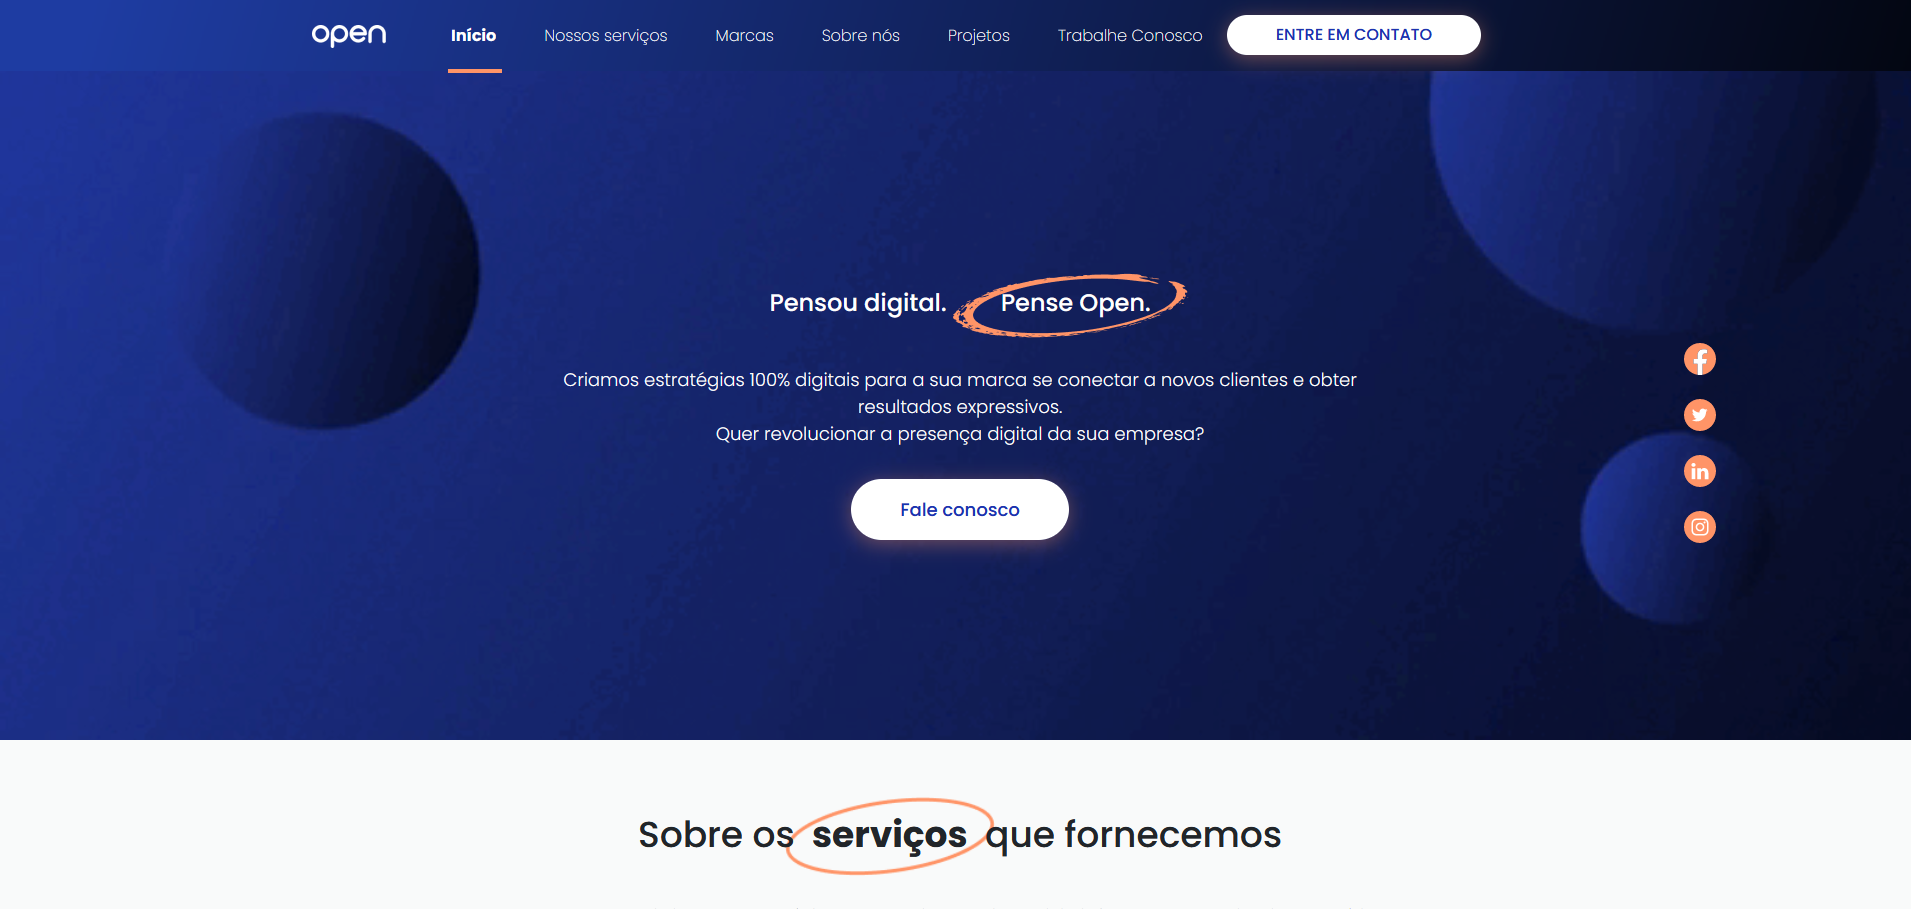 open
Início
Nossos serviços
Marcas
Sobre nós
Projetos
Trabalhe Conosco
ENTRE EM CONTATO
Pensou digital. Pense Open.
Criamos estratégias 100% digitais para a sua marca se conectar a novos clientes e obter
resultados expressivos.
Quer revolucionar a presença digital da sua empresa?
Fale conosco
Sobre os serviços que fornecemos